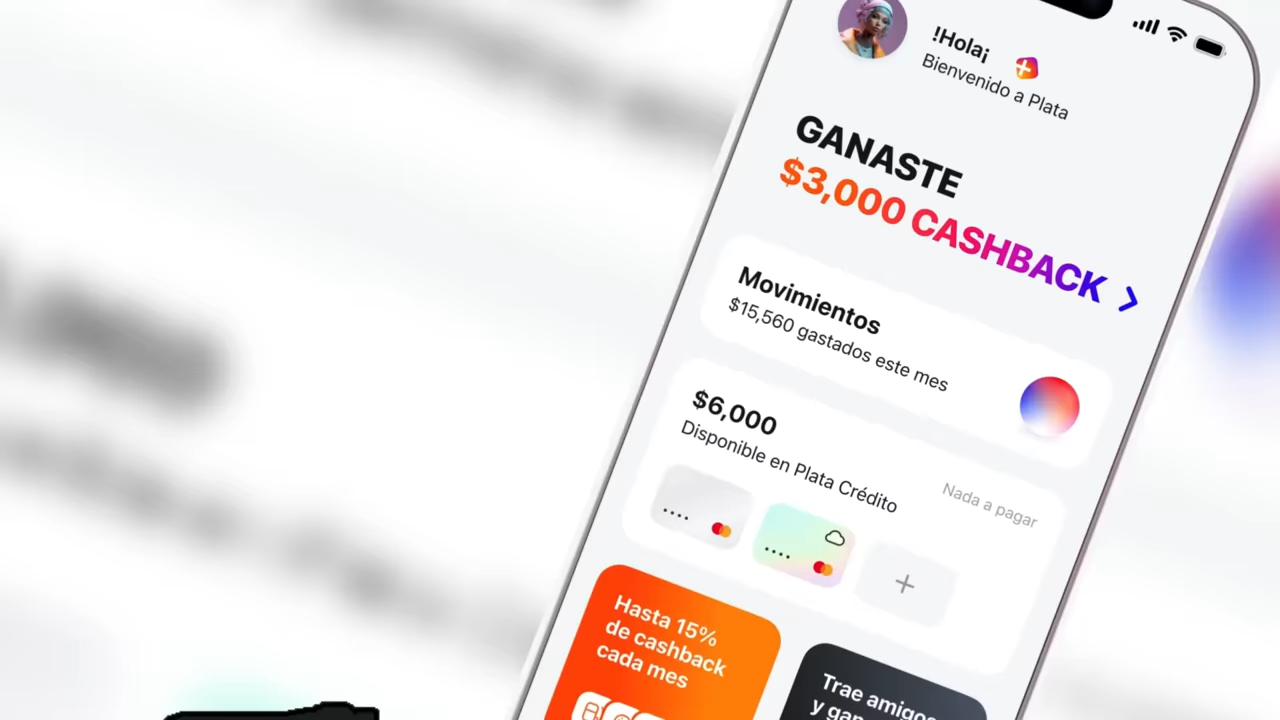 !Hola¡
Bienvenido a Plata
GANASTE
$3,000 CASHBACK
Movimientos
$15,560 gastados este mes
$6,000
Disponible en Plata Crédito
Nada a pagar
Hasta 15%
de cashback
cada mes
Trae amigos
y gan